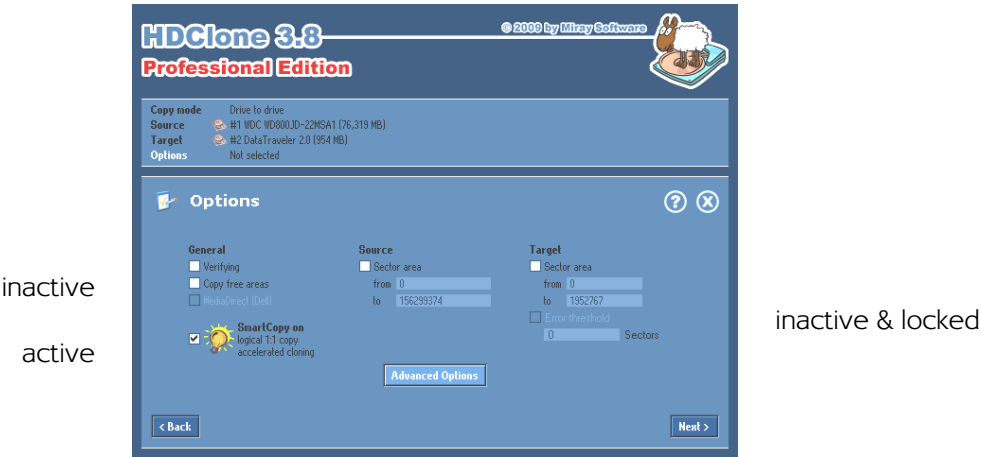 HDClone 3.8
© 2009 by Miray Software
Professional Edition
Copy mode Drive to drive
Source #1 WDC WD800JD-22MSA1 (76,319 MB)
Target #2 DataTraveler 2.0 (954 MB)
Options Not selected
Options
? X
General Source Target
Verifying Sector area Sector area
inactive Copy free areas from 0 from 0
MediaDirect (Dell) to 156299374 to 1952767
Error threshold inactive & locked
SmartCopy on 0 Sectors
logical 1:1 copy
active accelerated cloning
Advanced Options
< Back Next >